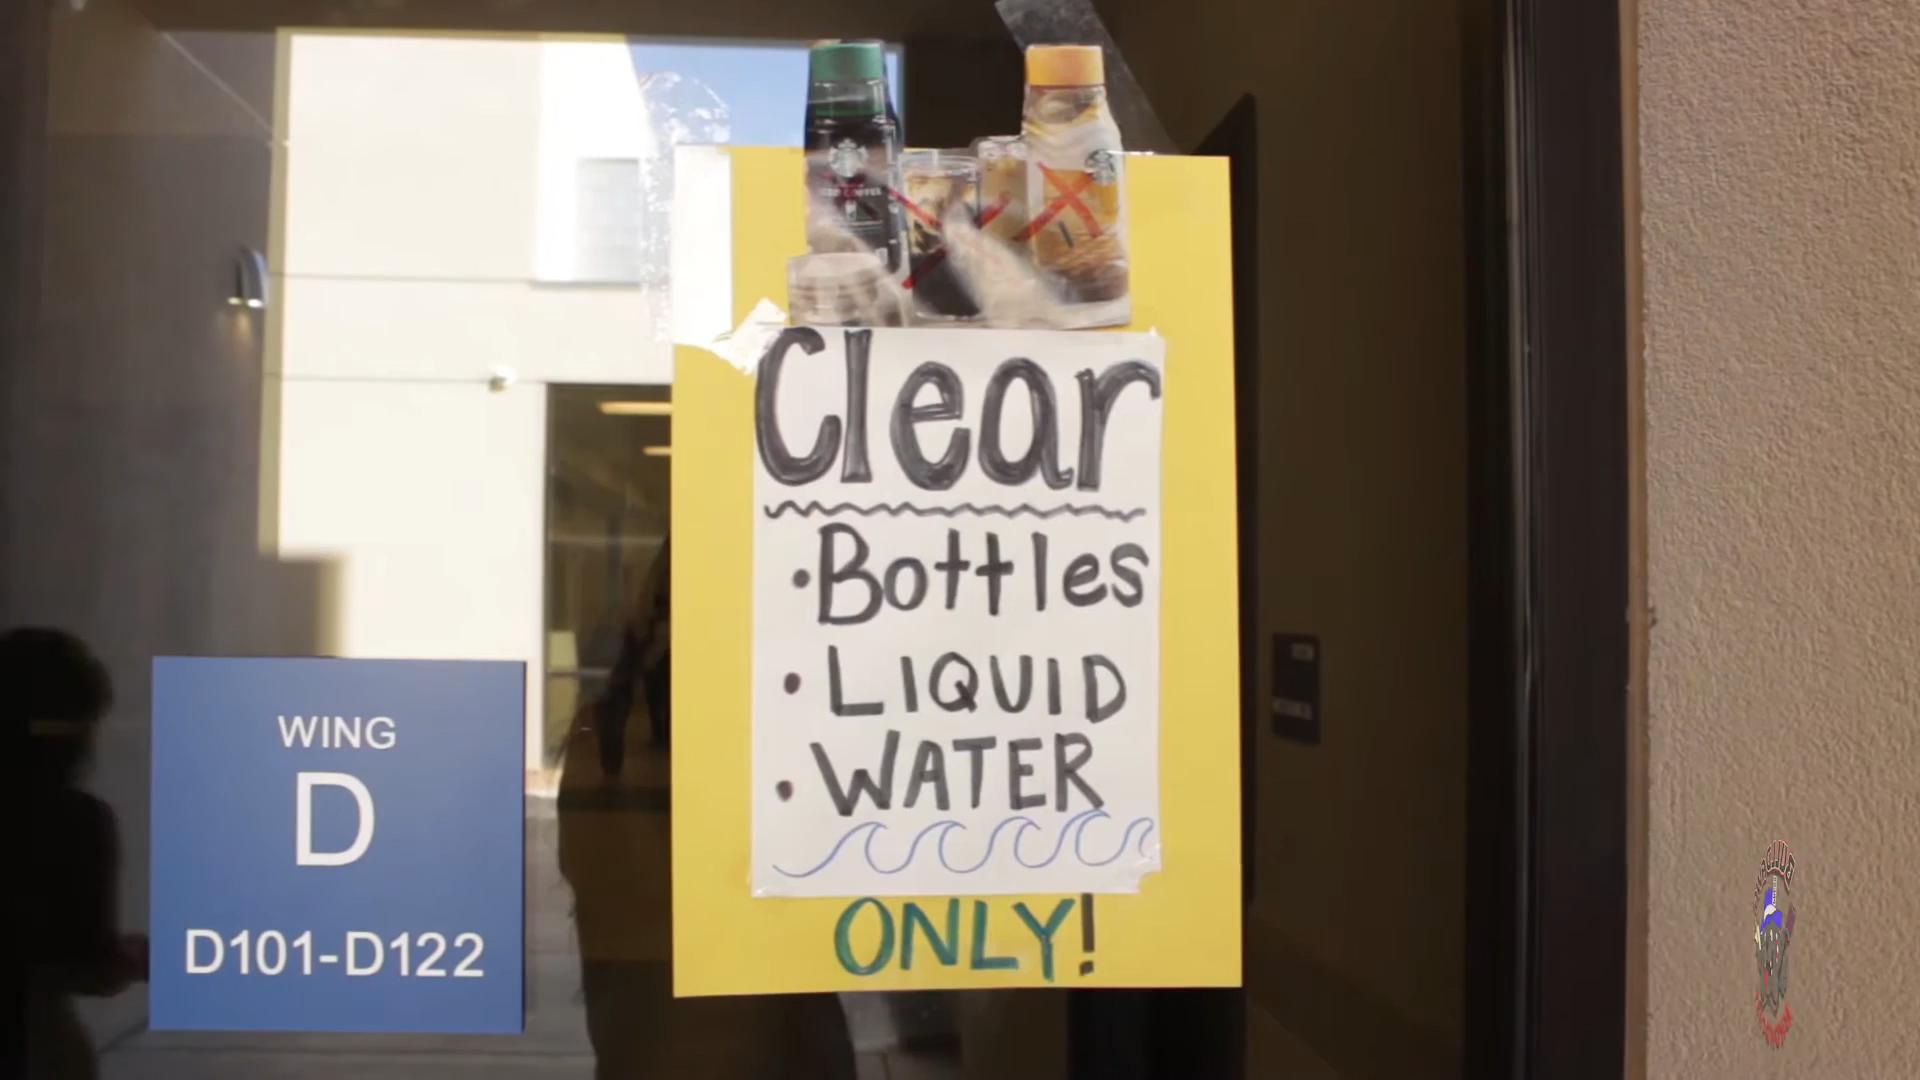 Clear
• Bottles
• LIQUID
• WATER
ONLY!
WING
D
D101-D122